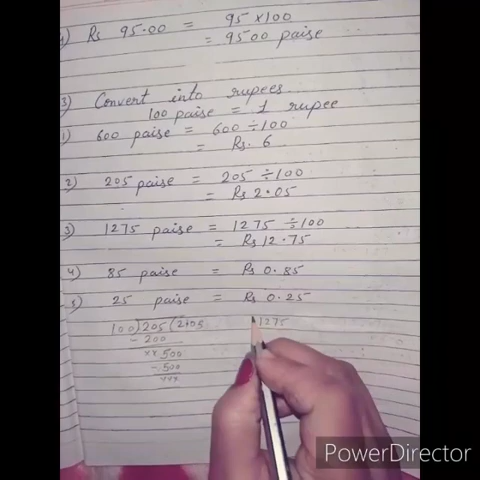 4) Rs 95.00 = 95 × 100
= 9500 paise
3) Convert into rupees.
100 paise = 1 rupee
1) 600 paise = 600 ÷ 100
= Rs. 6
2) 205 paise = 205 ÷ 100
= Rs 2.05
3) 1275 paise = 1275 ÷ 100
= Rs 12.75
4) 85 paise = Rs 0.85
5) 25 paise = Rs 0.25
100) 205 (2.05
1275
- 200
×× 500
- 500
×××
PowerDirector